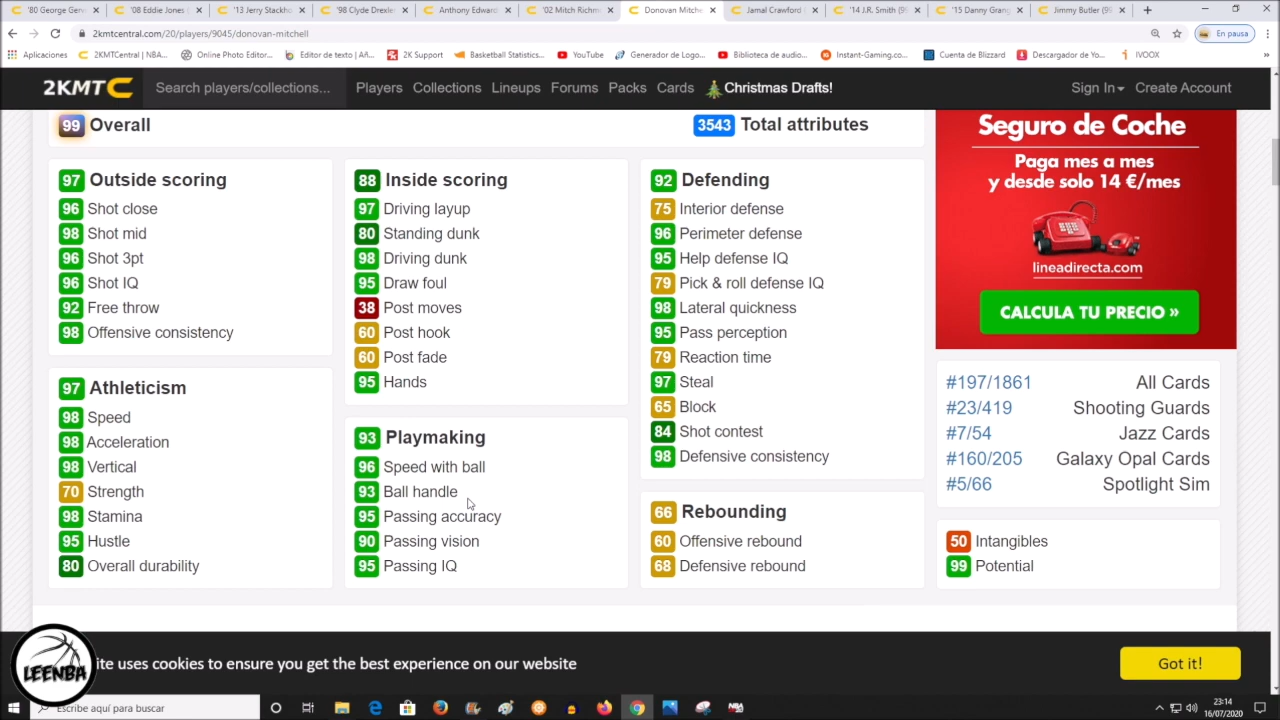 '80 George Gerv
'08 Eddie Jones (
'13 Jerry Stackho
'98 Clyde Drexler
Anthony Edward
'02 Mitch Richm
Donovan Mitchel
Jamal Crawford (
'14 J.R. Smith (99
'15 Danny Grang
Jimmy Butler (99
2kmtcentral.com/20/players/9045/donovan-mitchell
En pausa
Aplicaciones
2KMTCentral | NBA...
Online Photo Editor...
Editor de texto | Añ...
2K Support
Basketball Statistics...
YouTube
Generador de Logo...
Biblioteca de audio...
Instant-Gaming.co...
Cuenta de Blizzard
Descargador de Yo...
IVOOX
»
2KMTC
Search players/collections...
Players
Collections
Lineups
Forums
Packs
Cards
Christmas Drafts!
Sign In
Create Account
99 Overall
3543 Total attributes
97 Outside scoring
96 Shot close
98 Shot mid
96 Shot 3pt
96 Shot IQ
92 Free throw
98 Offensive consistency
97 Athleticism
98 Speed
98 Acceleration
98 Vertical
70 Strength
98 Stamina
95 Hustle
80 Overall durability
88 Inside scoring
97 Driving layup
80 Standing dunk
98 Driving dunk
95 Draw foul
38 Post moves
60 Post hook
60 Post fade
95 Hands
93 Playmaking
96 Speed with ball
93 Ball handle
95 Passing accuracy
90 Passing vision
95 Passing IQ
92 Defending
75 Interior defense
96 Perimeter defense
95 Help defense IQ
79 Pick & roll defense IQ
98 Lateral quickness
95 Pass perception
79 Reaction time
97 Steal
65 Block
84 Shot contest
98 Defensive consistency
66 Rebounding
60 Offensive rebound
68 Defensive rebound
Seguro de Coche
Paga mes a mes
y desde solo 14 €/mes
lineadirecta.com
CALCULA TU PRECIO »
#197/1861 All Cards
#23/419 Shooting Guards
#7/54 Jazz Cards
#160/205 Galaxy Opal Cards
#5/66 Spotlight Sim
50 Intangibles
99 Potential
ite uses cookies to ensure you get the best experience on our website
Got it!
LEENBA
Escribe aquí para buscar
23:14
16/07/2020